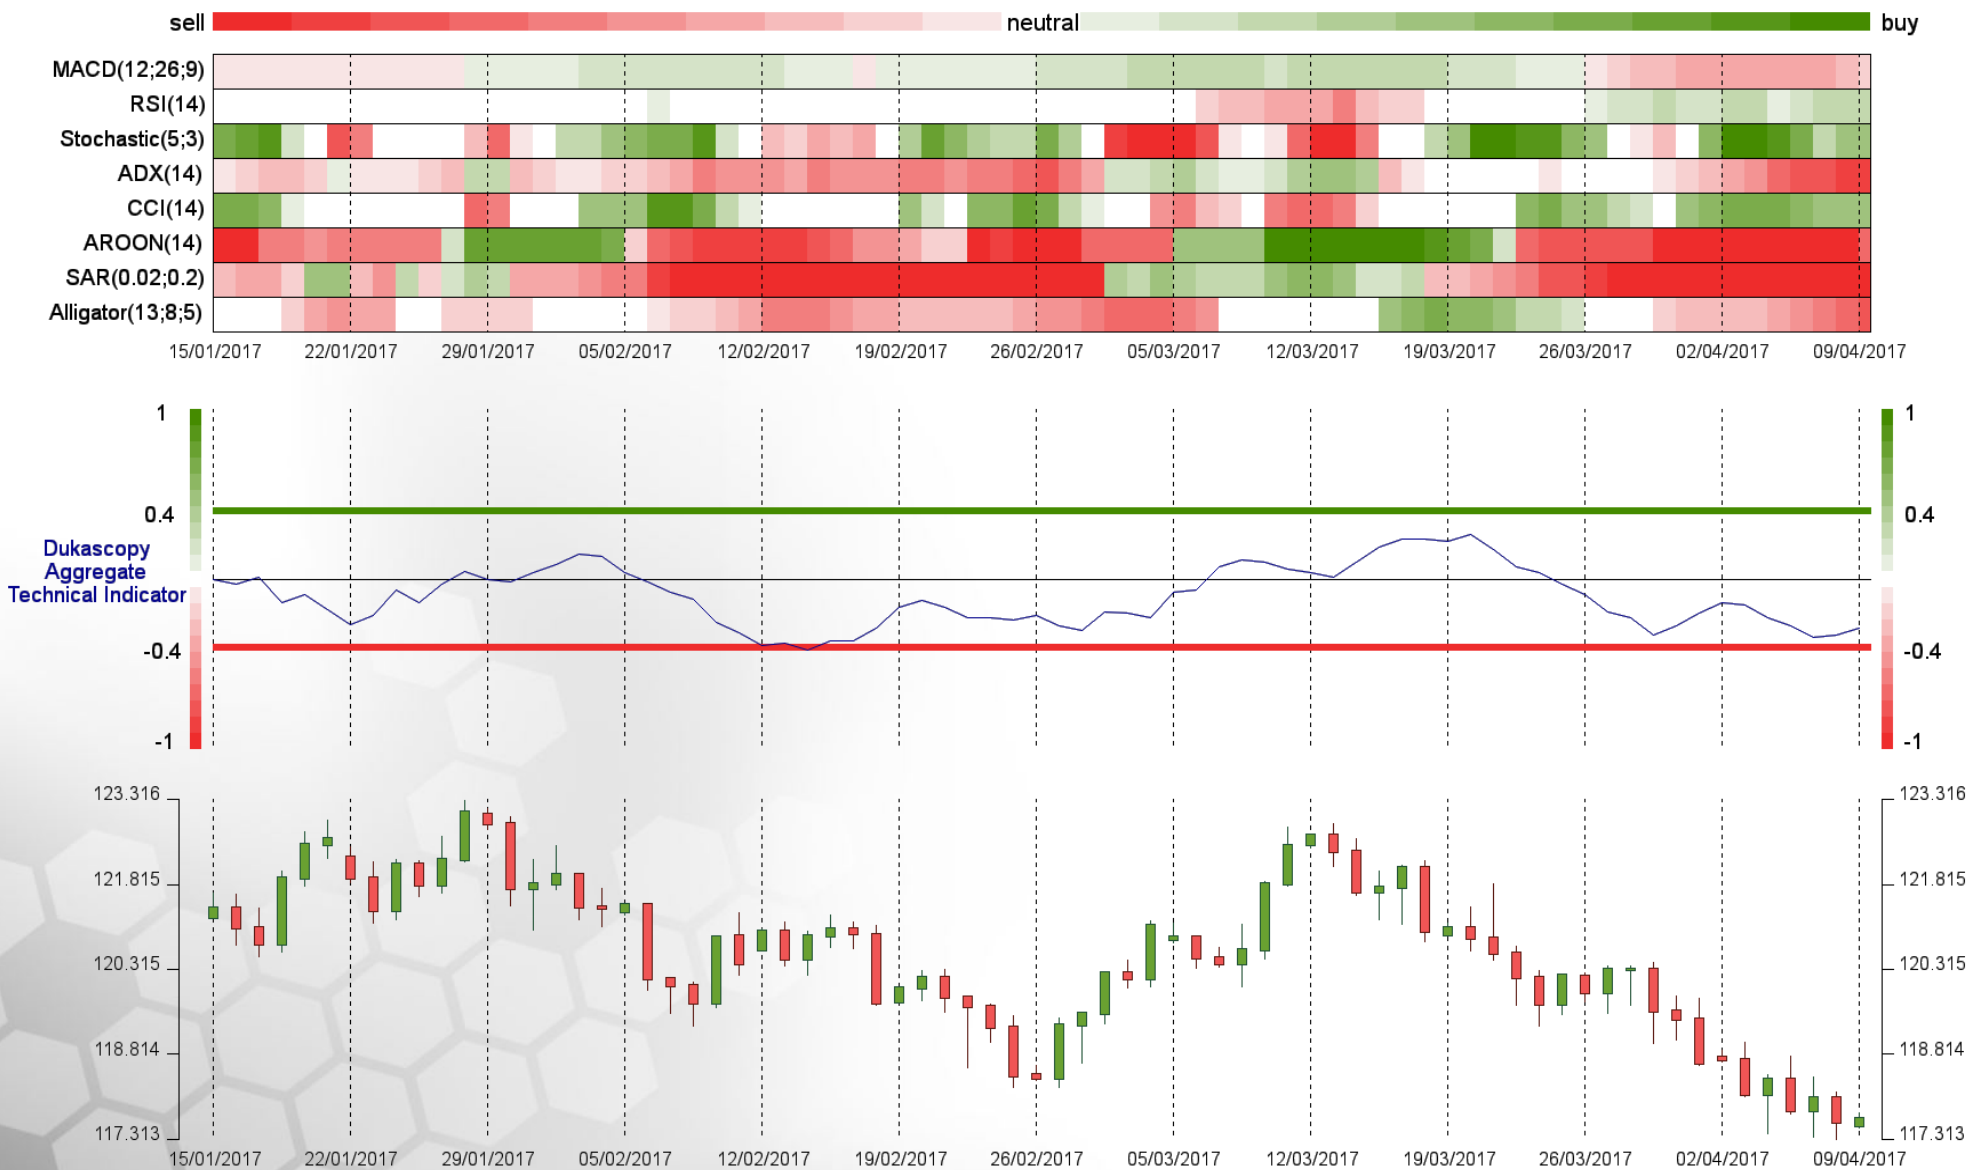 sell neutral buy
MACD(12;26;9)
RSI(14)
Stochastic(5;3)
ADX(14)
CCI(14)
AROON(14)
SAR(0.02;0.2)
Alligator(13;8;5)
15/01/2017 22/01/2017 29/01/2017 05/02/2017 12/02/2017 19/02/2017 26/02/2017 05/03/2017 12/03/2017 19/03/2017 26/03/2017 02/04/2017 09/04/2017
1 1
0.4 0.4
Dukascopy
Aggregate
Technical Indicator
-0.4 -0.4
-1 -1
123.316 123.316
121.815 121.815
120.315 120.315
118.814 118.814
117.313 117.313
15/01/2017 22/01/2017 29/01/2017 05/02/2017 12/02/2017 19/02/2017 26/02/2017 05/03/2017 12/03/2017 19/03/2017 26/03/2017 02/04/2017 09/04/2017